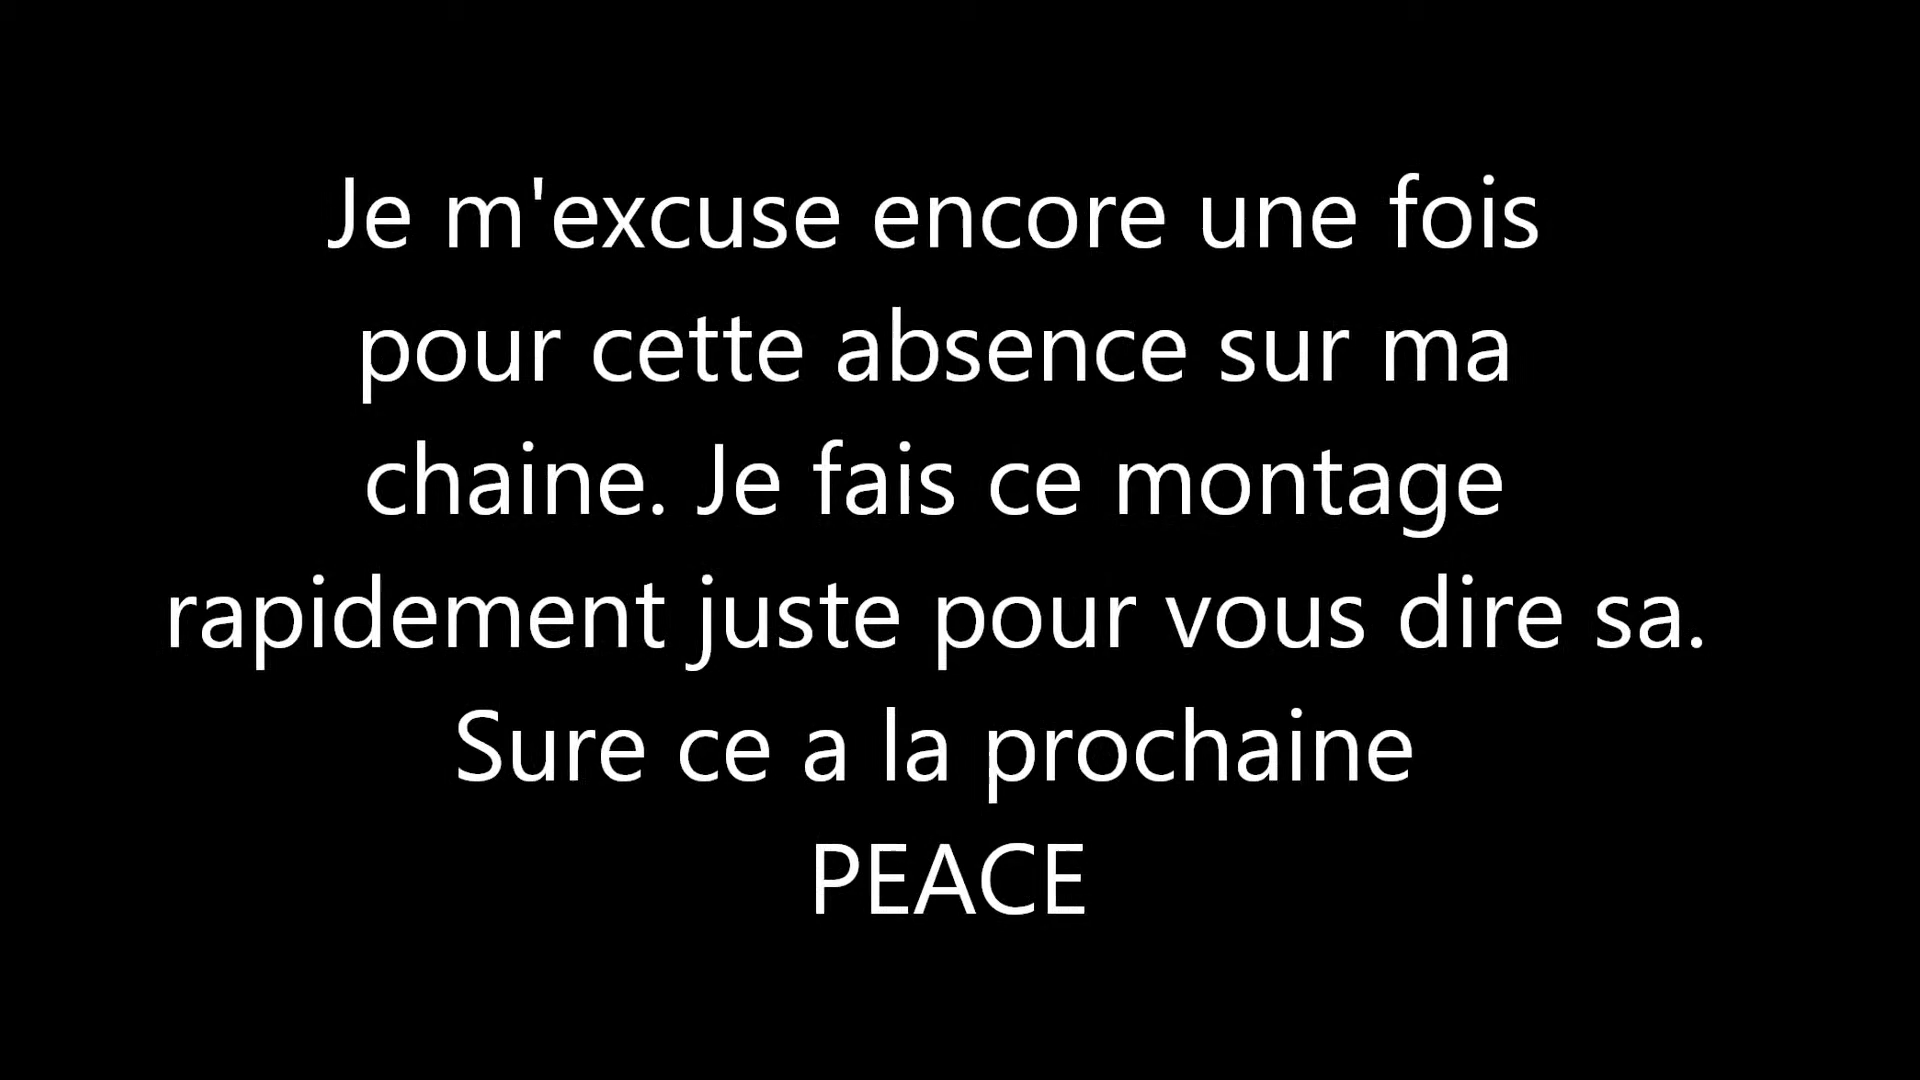 Je m'excuse encore une fois
pour cette absence sur ma
chaine. Je fais ce montage
rapidement juste pour vous dire sa.
Sure ce a la prochaine
PEACE